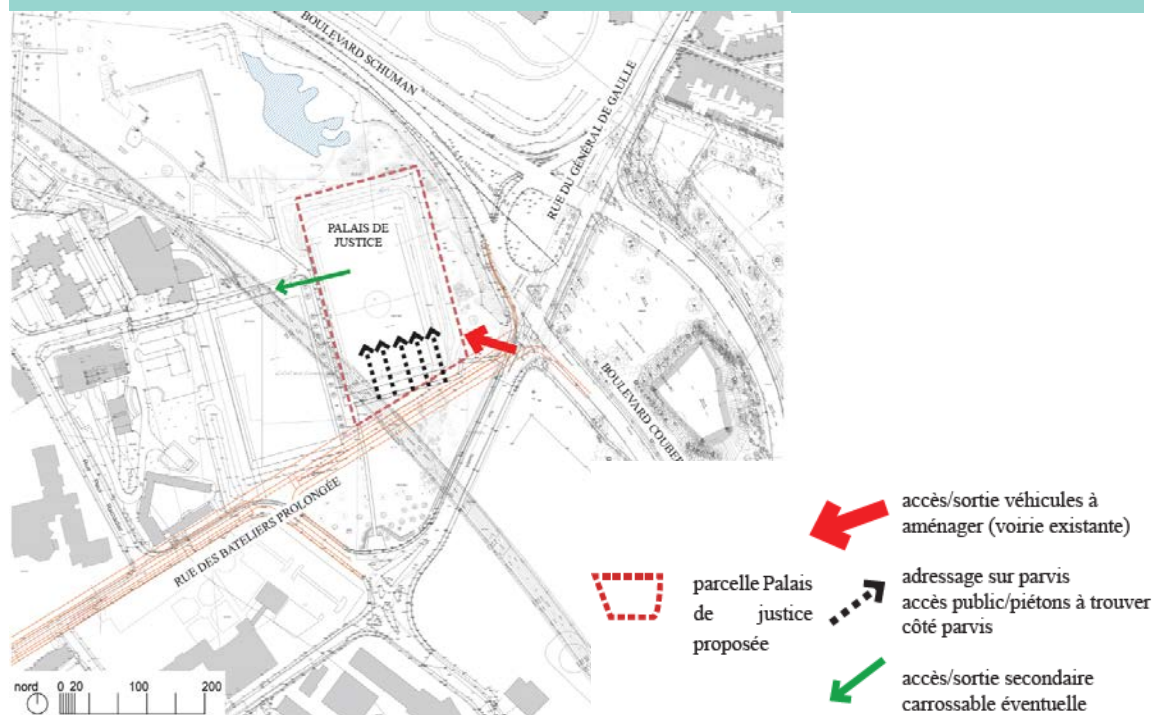 BOULEVARD SCHUMAN
RUE DU GÉNÉRAL DE GAULLE
PALAIS DE
JUSTICE
BOULEVARD COUBER
RUE DES BATELIERS PROLONGÉE
nord 0 20 100 200
parcelle Palais
de justice
proposée
accès/sortie véhicules à
aménager (voirie existante)
adressage sur parvis
accès public/piétons à trouver
côté parvis
accès/sortie secondaire
carrossable éventuelle